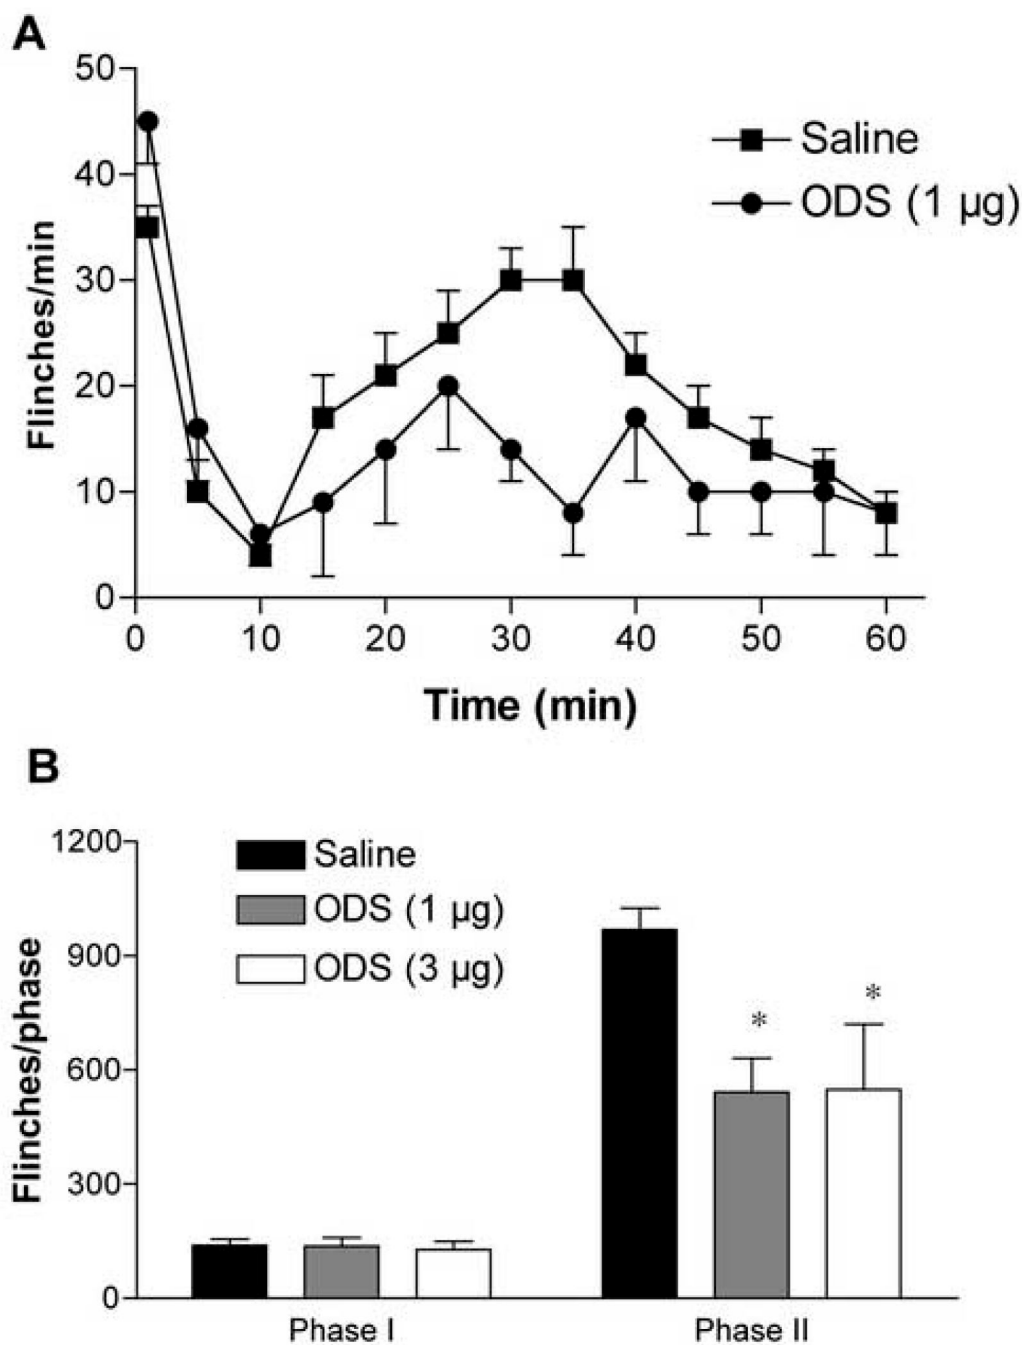 A
50
40
30
20
10
0
Flinches/min
Saline
ODS (1 µg)
0 10 20 30 40 50 60
Time (min)
B
1200
900
600
300
0
Flinches/phase
Saline
ODS (1 µg)
ODS (3 µg)
*
*
Phase I Phase II